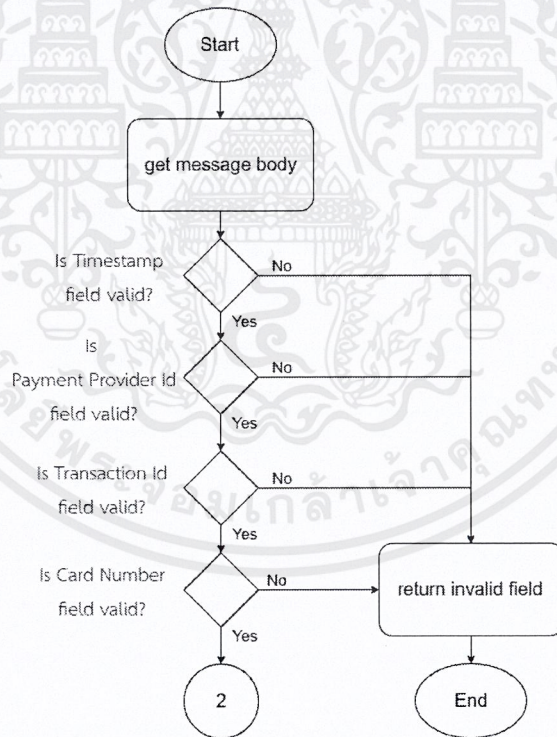 Start
get message body
Is Timestamp
field valid?
No
Yes
Is
Payment Provider Id
field valid?
No
Yes
Is Transaction Id
field valid?
No
Yes
Is Card Number
field valid?
No
Yes
return invalid field
2
End